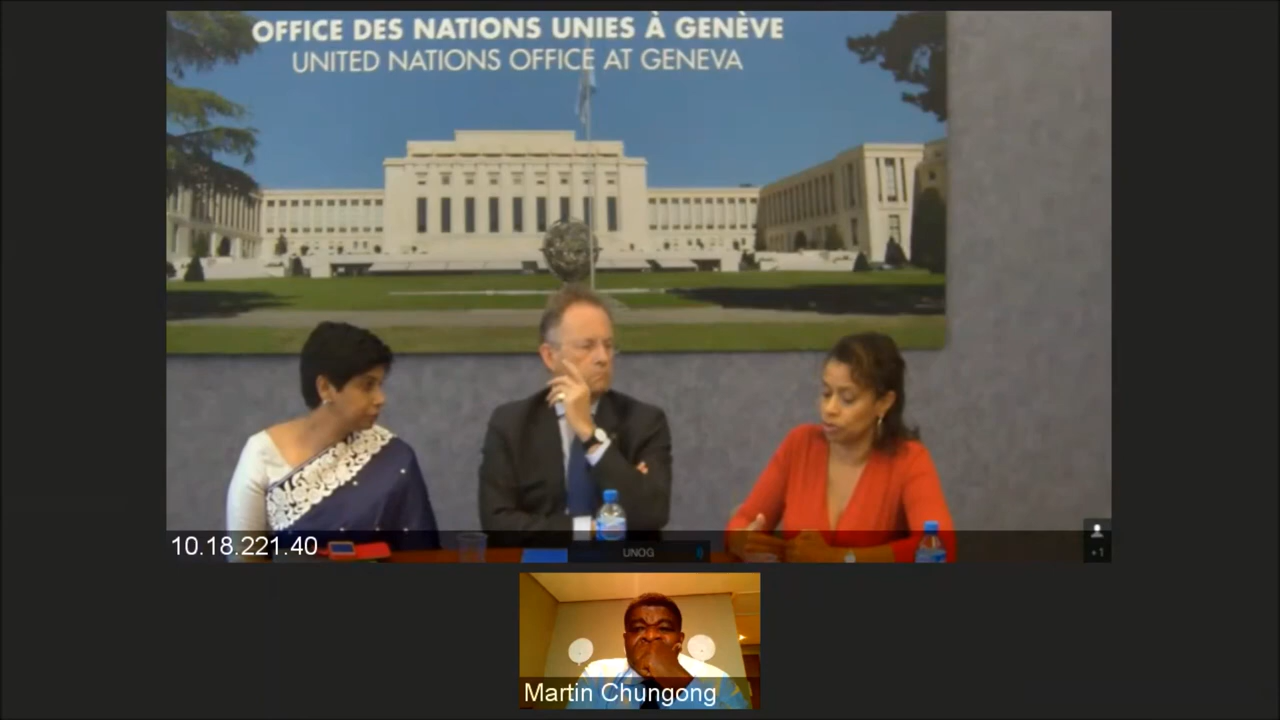 OFFICE DES NATIONS UNIES À GENÈVE
UNITED NATIONS OFFICE AT GENEVA
10.18.221.40
UNOG
+1
Martin Chungong